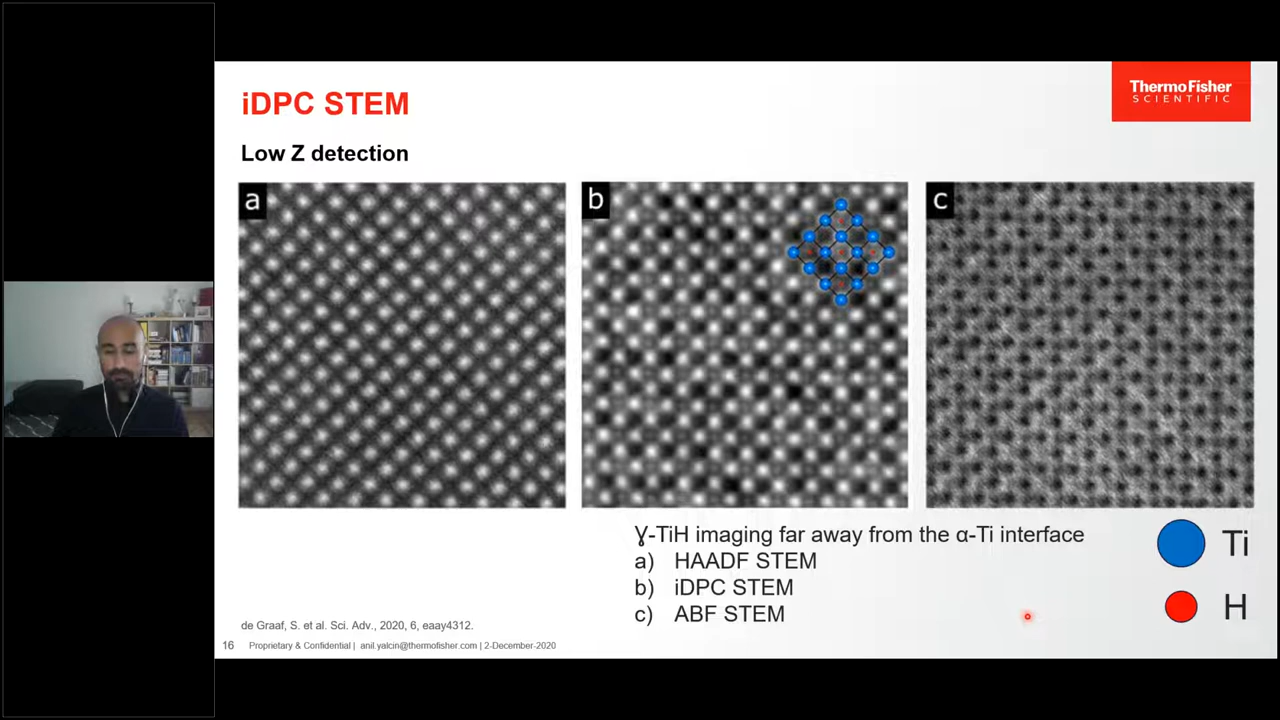 iDPC STEM
ThermoFisher
SCIENTIFIC
Low Z detection
a
b
c
Ɣ-TiH imaging far away from the α-Ti interface
a) HAADF STEM
b) iDPC STEM
c) ABF STEM
Ti
H
de Graaf, S. et al. Sci. Adv., 2020, 6, eaay4312.
16 Proprietary & Confidential | anil.yalcin@thermofisher.com | 2-December-2020